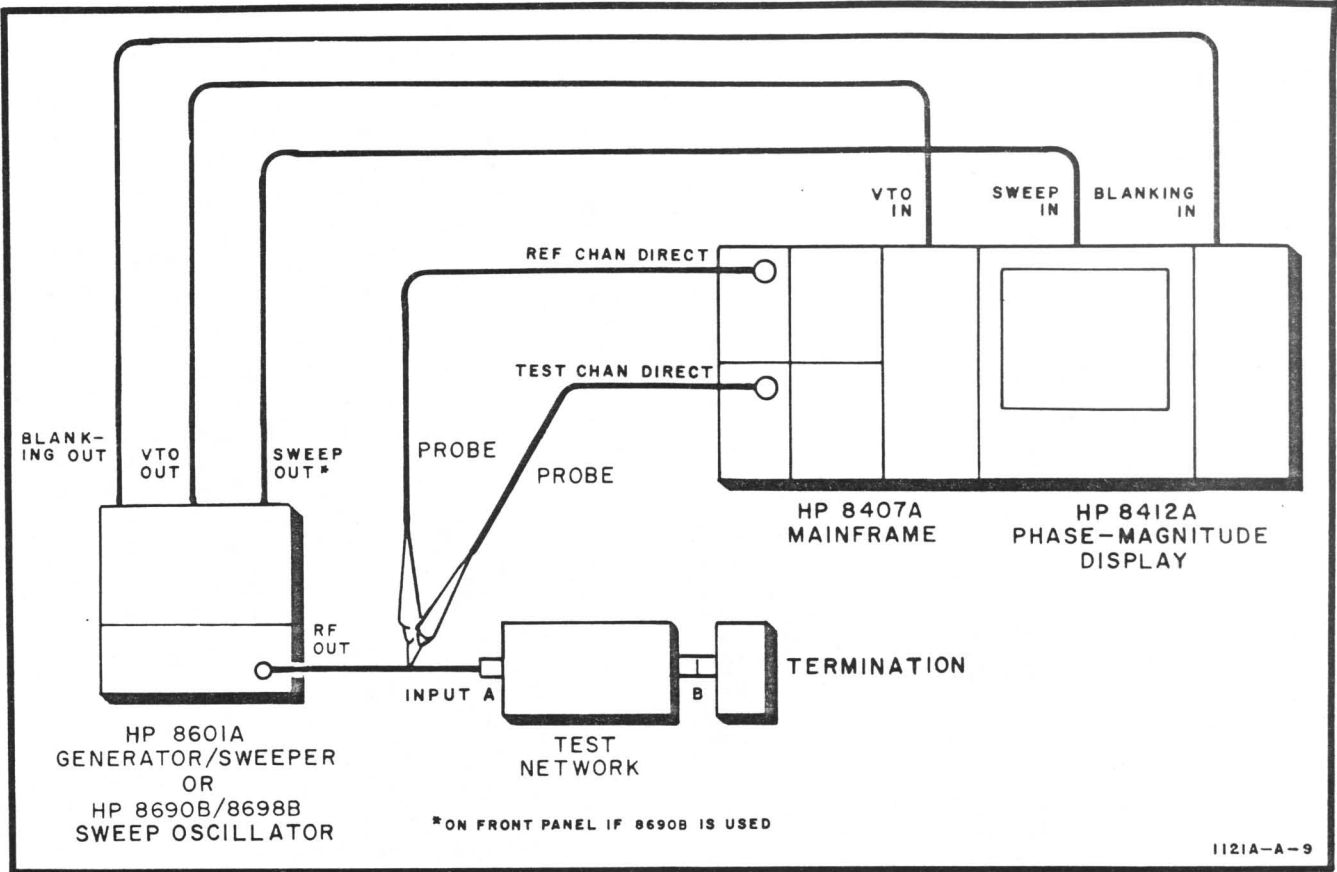 VTO
IN
SWEEP
IN
BLANKING
IN
REF CHAN DIRECT
TEST CHAN DIRECT
BLANK-
ING OUT
VTO
OUT
SWEEP
OUT*
PROBE
PROBE
HP 8407A
MAINFRAME
HP 8412A
PHASE-MAGNITUDE
DISPLAY
RF
OUT
INPUT A
B
TERMINATION
TEST
NETWORK
HP 8601A
GENERATOR/SWEEPER
OR
HP 8690B/8698B
SWEEP OSCILLATOR
*ON FRONT PANEL IF 8690B IS USED
1121A-A-9